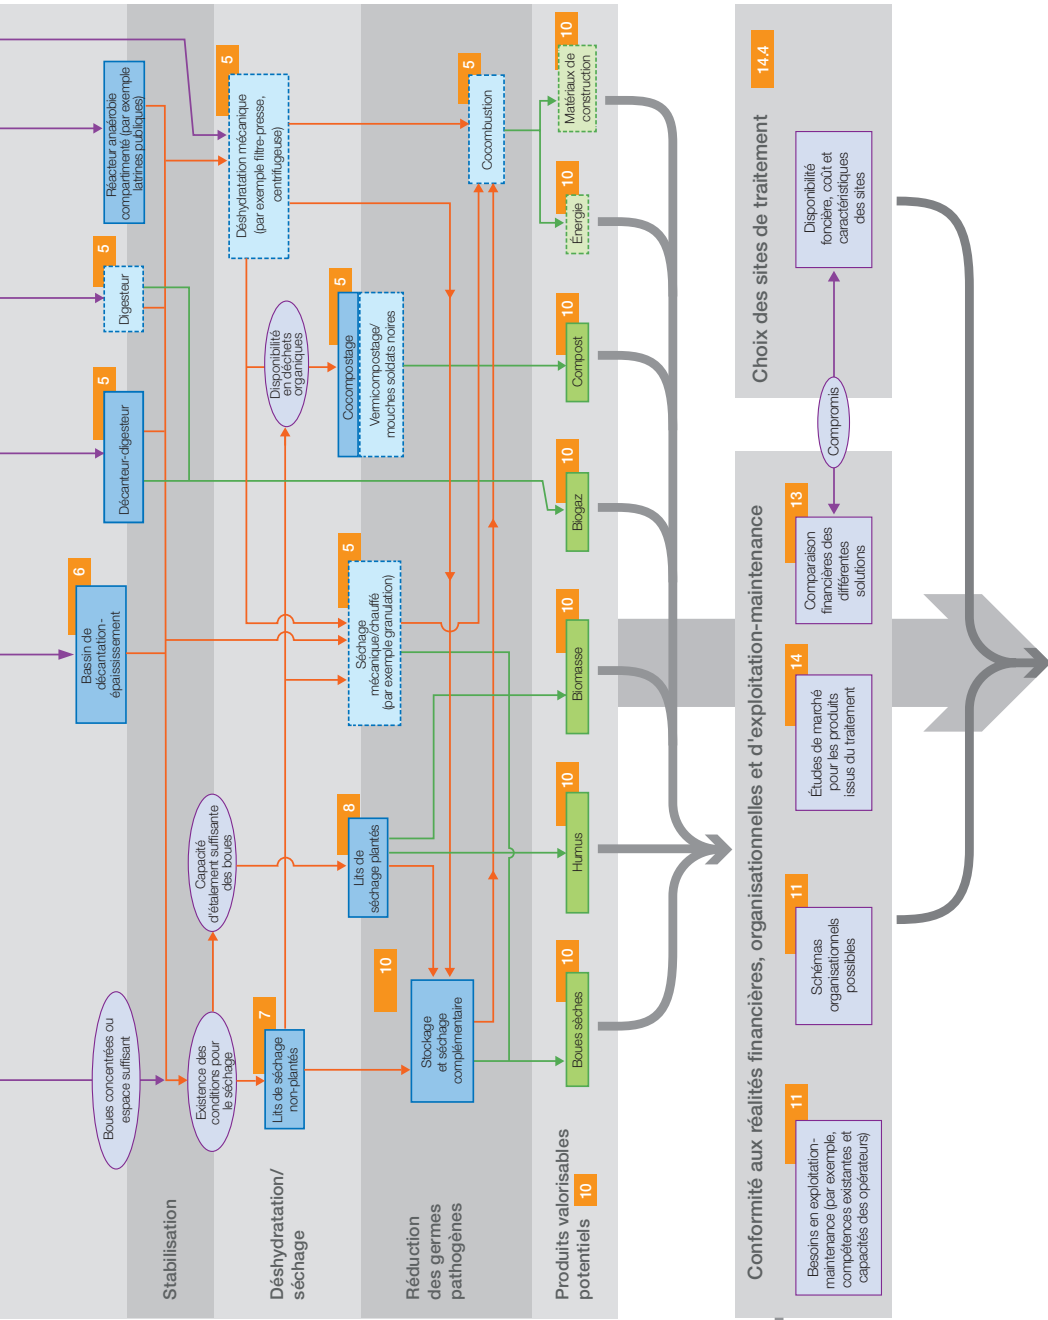 Boues concentrées ou
espace suffisant
6
Bassin de
décantation-
épaississement
5
Décanteur-digesteur
5
Digesteur
Réacteur anaérobie
compartimenté (par exemple
latrines publiques)
Stabilisation
Existence des
conditions pour
le séchage
Capacité
d'étalement suffisante
des boues
Déshydratation/
séchage
7
Lits de séchage
non-plantés
Disponibilité
en déchets
organiques
5
Déshydratation mécanique
(par exemple filtre-presse,
centrifugeuse)
8
Lits de
séchage plantés
5
Séchage
mécanique/chauffé
(par exemple granulation)
5
Cocompostage
Vermicompostage/
mouches soldats noires
Réduction
des germes
pathogènes
10
Stockage
et séchage
complémentaire
5
Cocombustion
Produits valorisables
potentiels
10
10
Boues sèches
10
Humus
10
Biomasse
10
Biogaz
10
Compost
10
Énergie
10
Matériaux de
construction
Conformité aux réalités financières, organisationnelles et d'exploitation-maintenance
11
Besoins en exploitation-
maintenance (par exemple,
compétences existantes et
capacités des opérateurs)
11
Schémas
organisationnels
possibles
14
Études de marché
pour les produits
issus du traitement
13
Comparaison
financières des
différentes
solutions
Compromis
Choix des sites de traitement
14.4
Disponibilité
foncière, coût et
caractéristiques
des sites